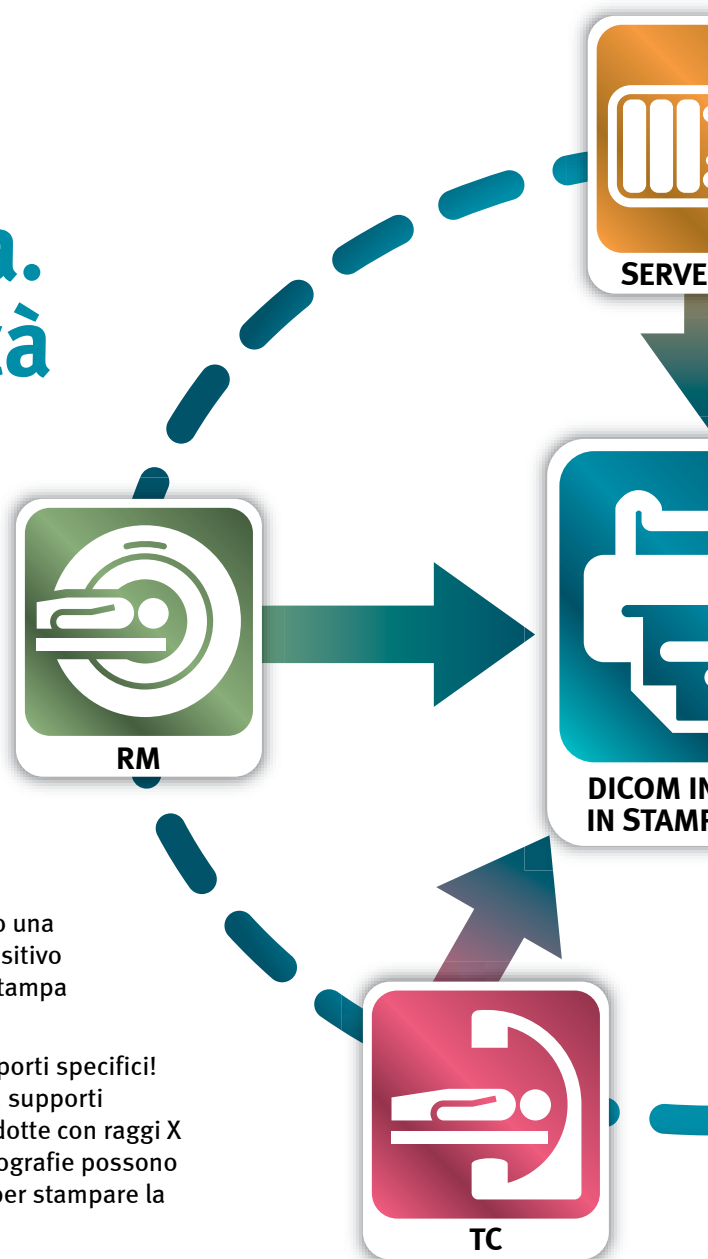 a.
tà
SERVE
RM
DICOM IN
IN STAMP
o una
sitivo
tampa
porti specifici!
supporti
dotte con raggi X
ografie possono
per stampare la
TC